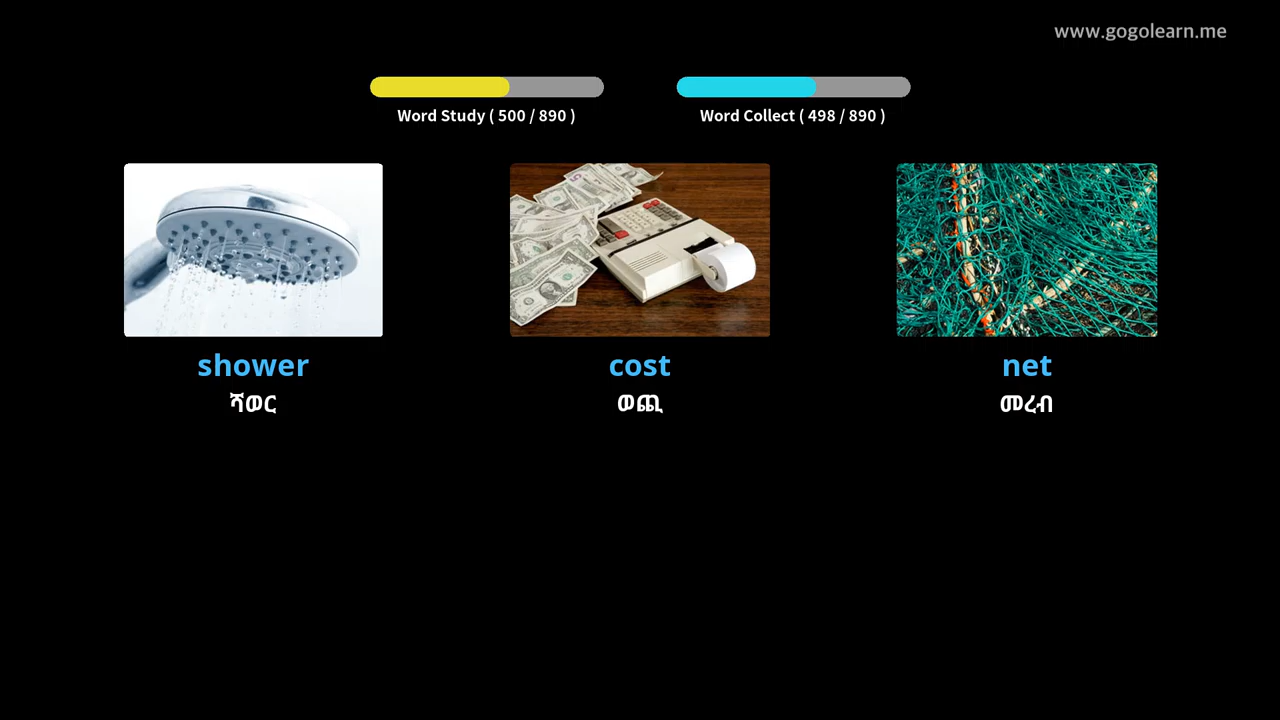 www.gogolearn.me
Word Study ( 500 / 890 )
Word Collect ( 498 / 890 )
shower
cost
net
ሻወር
ወጪ
መረብ